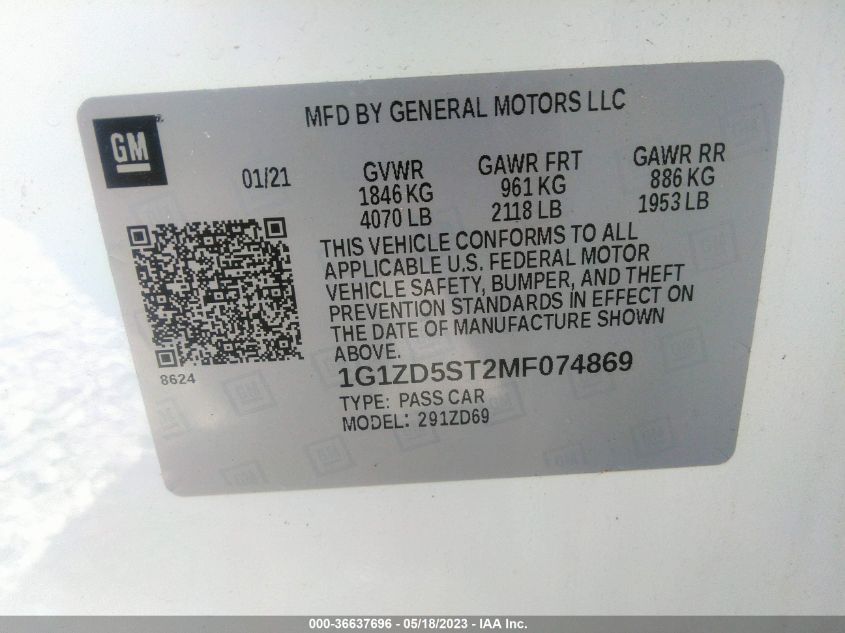 MFD BY GENERAL MOTORS LLC
GM
01/21
GVWR GAWR FRT GAWR RR
1846 KG 961 KG 886 KG
4070 LB 2118 LB 1953 LB
THIS VEHICLE CONFORMS TO ALL
APPLICABLE U.S. FEDERAL MOTOR
VEHICLE SAFETY, BUMPER, AND THEFT
PREVENTION STANDARDS IN EFFECT ON
THE DATE OF MANUFACTURE SHOWN
ABOVE.
8624
1G1ZD5ST2MF074869
TYPE: PASS CAR
MODEL: 291ZD69
000-36637696 - 05/18/2023 - IAA Inc.